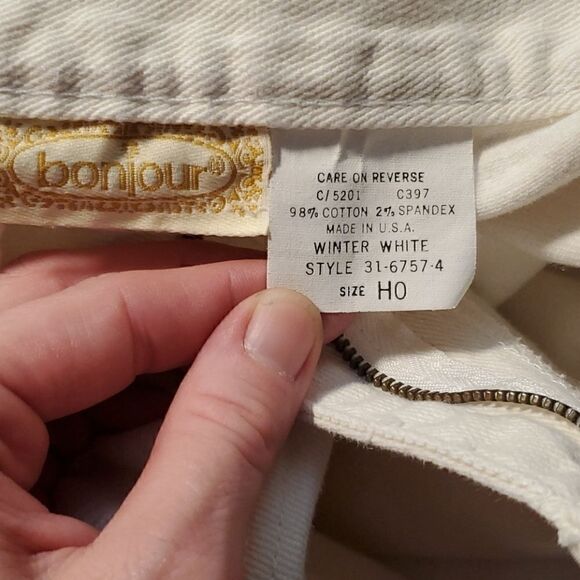 bonjour®
CARE ON REVERSE
C/5201 C397
98% COTTON 2% SPANDEX
MADE IN U.S.A.
WINTER WHITE
STYLE 31-6757-4
SIZE HO